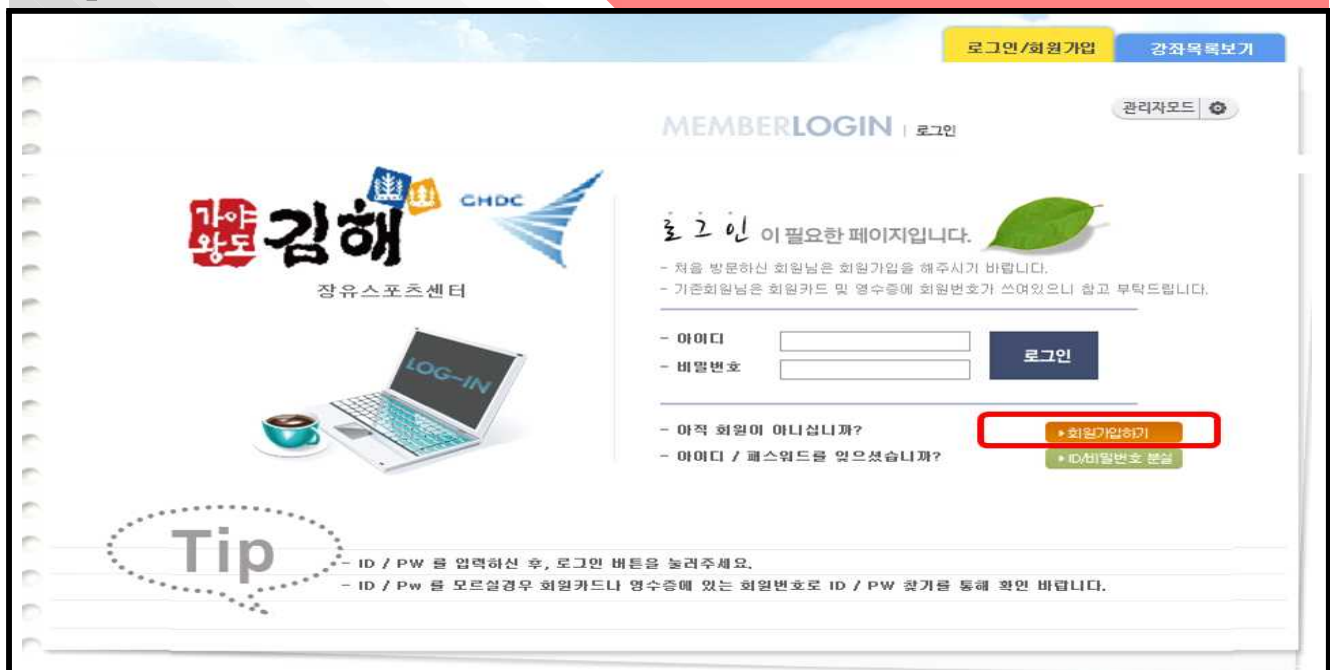 로그인/회원가입 강좌목록보기
관리자모드
MEMBERLOGIN | 로그인
가야
왕도
김해
GHDC
장유스포츠센터
로그인 이 필요한 페이지입니다.
- 처음 방문하신 회원님은 회원가입을 해주시기 바랍니다.
- 기존회원님은 회원카드 및 영수증에 회원번호가 쓰여있으니 참고 부탁드립니다.
- 아이디
- 비밀번호
로그인
LOG-IN
- 아직 회원이 아니십니까? 회원가입하기
- 아이디 / 패스워드를 잊으셨습니까? ID/비밀번호 분실
Tip
- ID / PW 를 입력하신 후, 로그인 버튼을 눌러주세요.
- ID / Pw 를 모르실경우 회원카드나 영수증에 있는 회원번호로 ID / PW 찾기를 통해 확인 바랍니다.